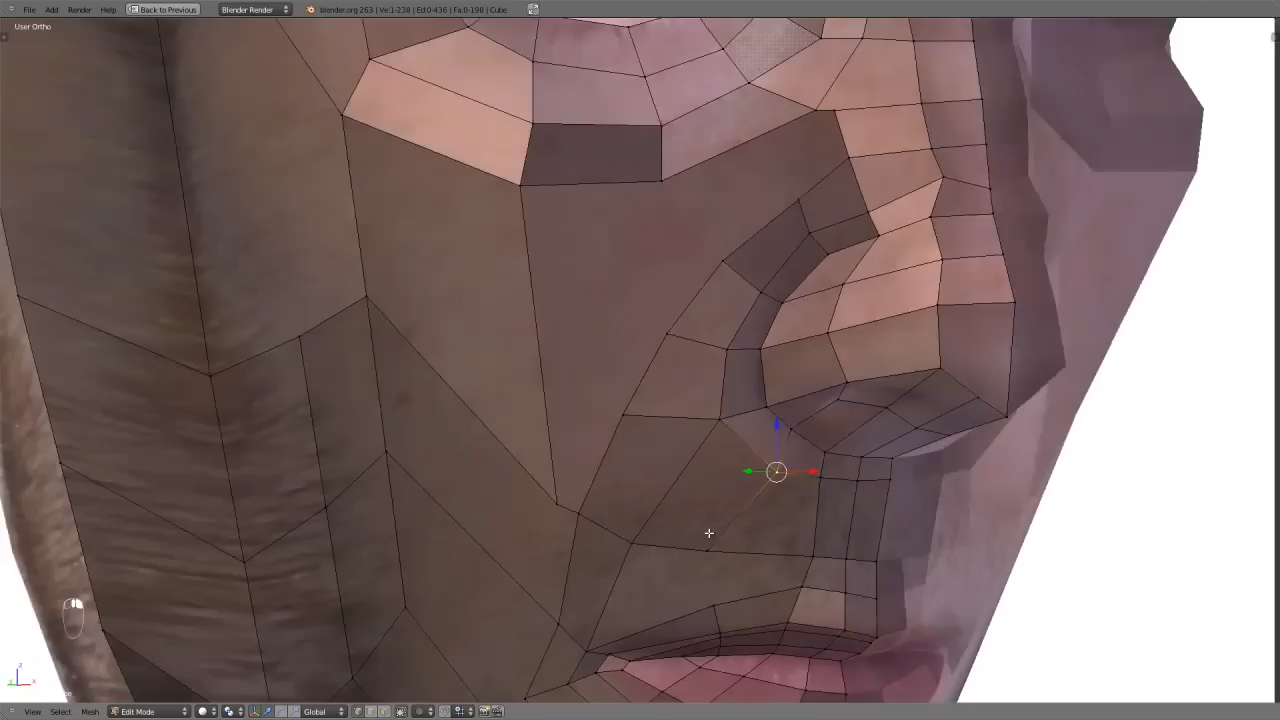 File Add Render Help Back to Previous Blender Render blender.org 263 | Ve:1-238 | Ed:0-436 | Fa:0-198 | Cube
User Ortho
z
x
View Select Mesh Edit Mode Global